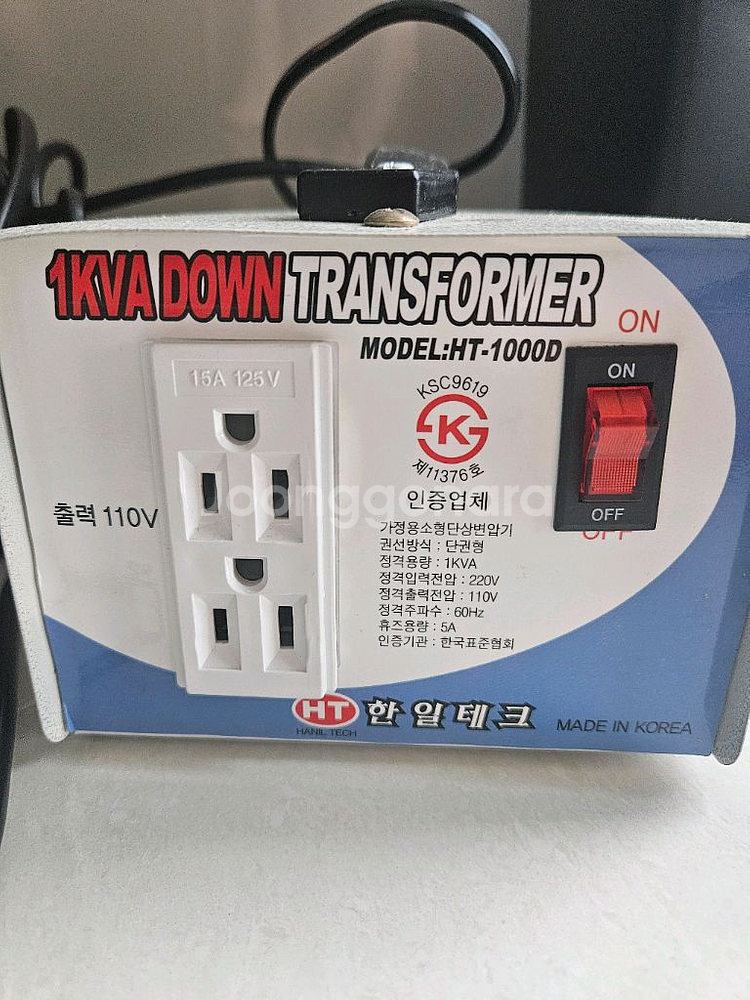 1KVA DOWN TRANSFORMER
ON
MODEL:HT-1000D
ON
15A 125V
KSC9619
K
제11376호
인증업체
출력 110V
joonggonara
OFF
OFF
가정용소형단상변압기
권선방식 : 단권형
정격용량 : 1KVA
정격입력전압 : 220V
정격출력전압 : 110V
정격주파수 : 60Hz
휴즈용량 : 5A
인증기관 : 한국표준협회
HT 한일테크
HANIL TECH
MADE IN KOREA